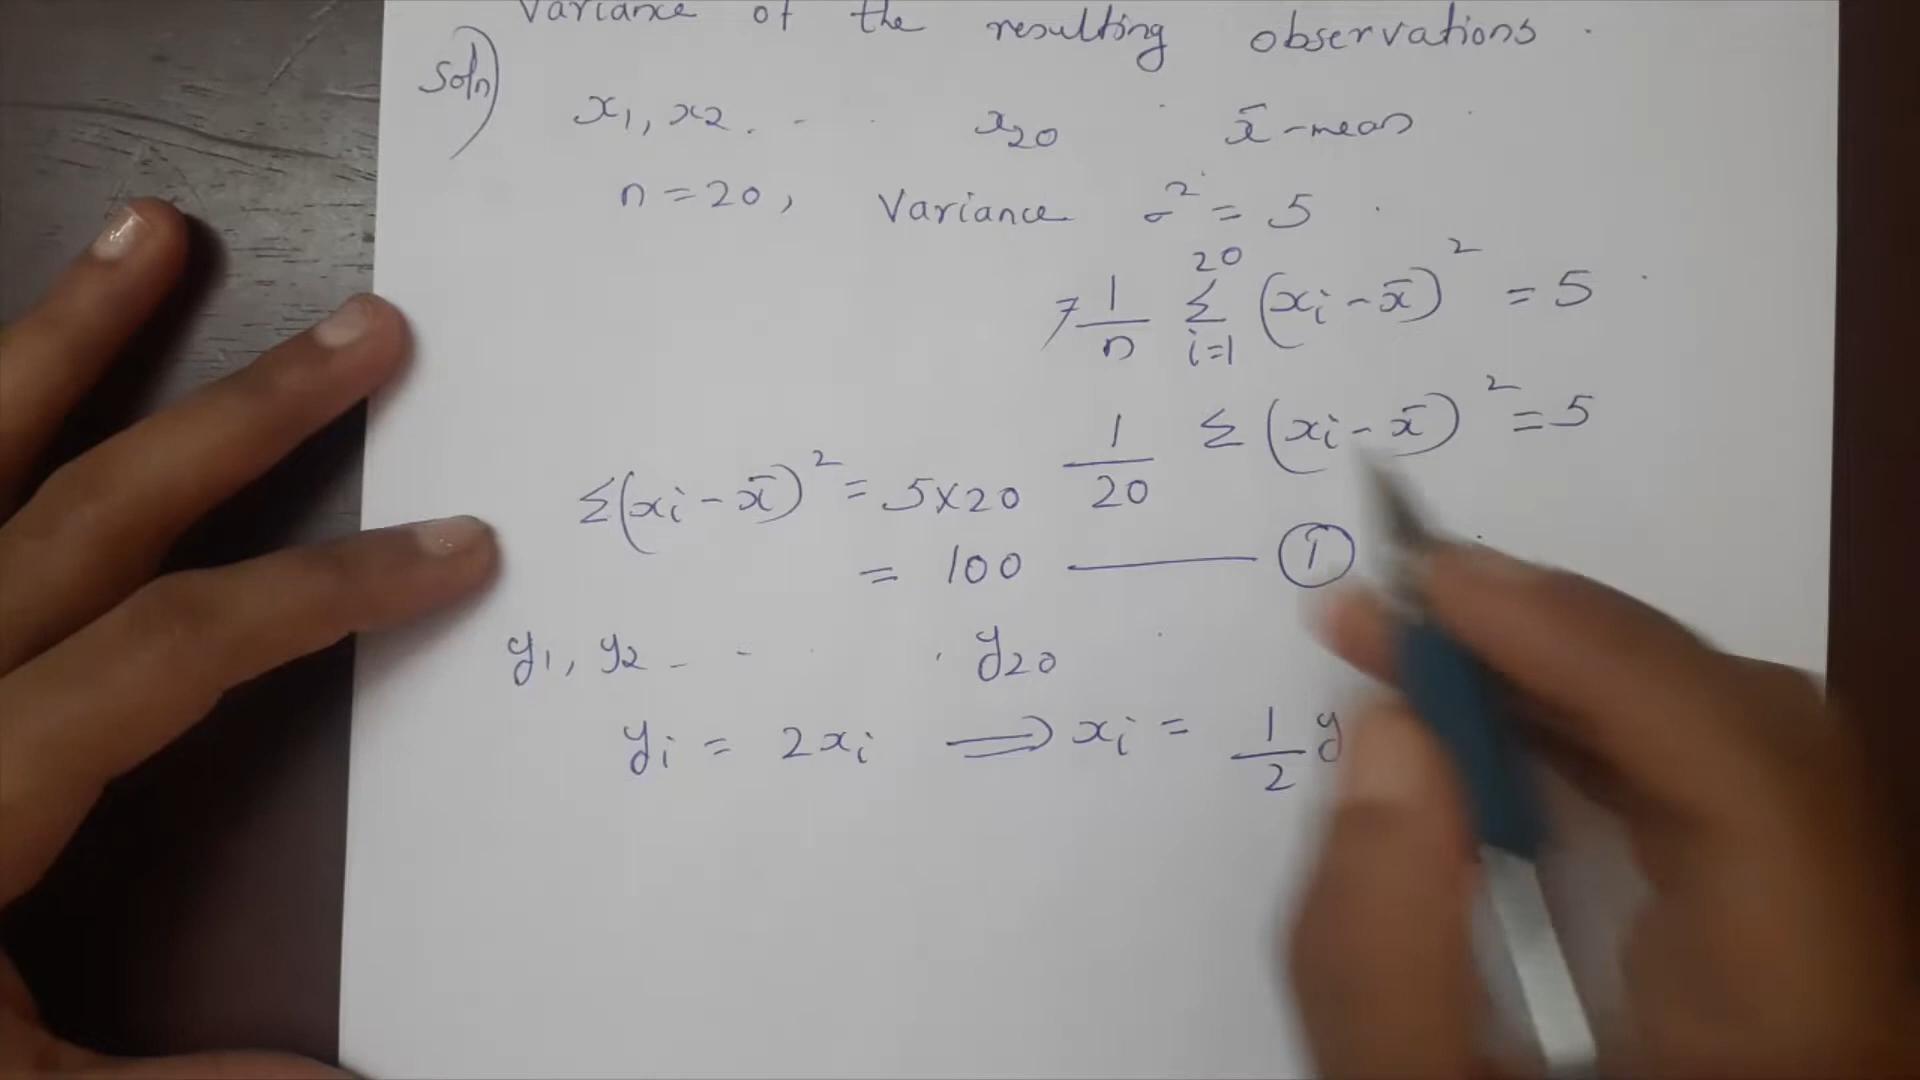 Variance of the resulting observations.
Soln)
x₁, x₂. - . x₂₀ x̄ - mean
n = 20, Variance σ² = 5.
⇒ 1/n 20 Σ i=1 (xi - x̄)² = 5
1/20 Σ (xi - x̄)² = 5
Σ(xi - x̄)² = 5×20
= 100 ——— ①
y₁, y₂ - - . . y₂₀
yi = 2xi ⟹ xi = 1/2 y